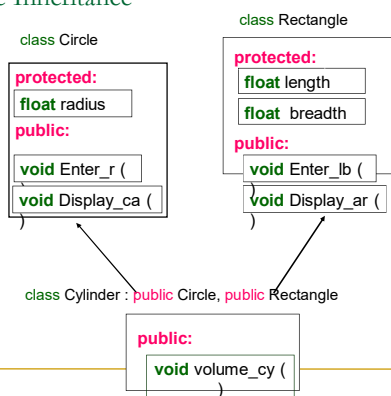 Inheritance
class Circle
protected:
float radius
public:
void Enter_r (
)
void Display_ca (
)
class Rectangle
protected:
float length
float breadth
public:
void Enter_lb (
)
void Display_ar (
)
class Cylinder : public Circle, public Rectangle
public:
void volume_cy (
)